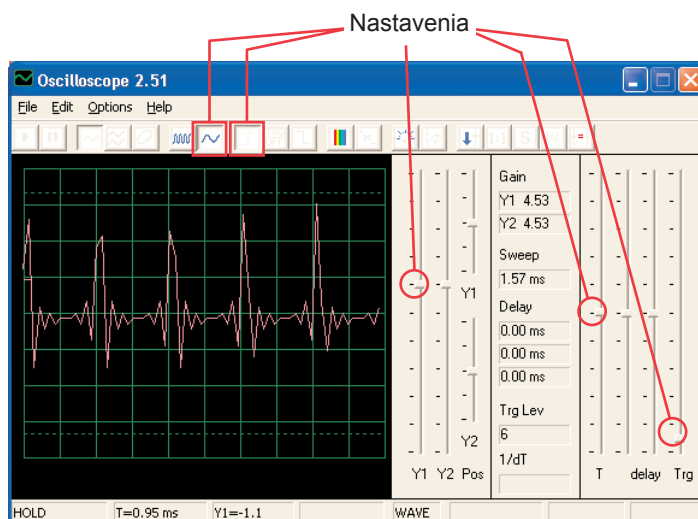 Nastavenia
Oscilloscope 2.51
File Edit Options Help
Gain
Y1 4.53
Y2 4.53
Sweep
1.57 ms
Delay
0.00 ms
0.00 ms
0.00 ms
Trg Lev
6
1/dT
Y1
Y2
Y1 Y2 Pos
T delay Trg
HOLD T=0.95 ms Y1=-1.1 WAVE